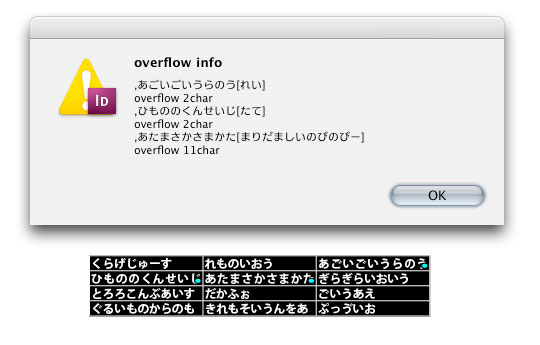 overflow info
,あごいごいうらのう[れい]
overflow 2char
,ひもののくんせいじ[たて]
overflow 2char
,あたまさかさまかた[まりだましいのぴのぴー]
overflow 11char
Id
OK
くらげじゅーす れものいおう あごいごいうらのう
ひもののくんせいじ あたまさかさまかた ぎらぎらいおいう
とろろこんぶあいす だかふぉ ごいうあえ
ぐるいものからのも きれもそいうんをあ ぷっづいお